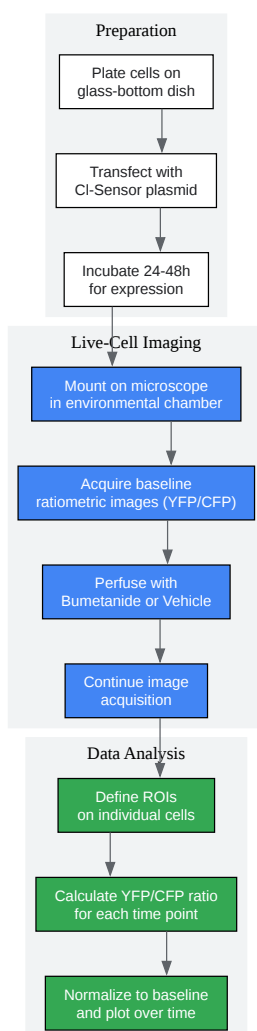 Preparation
Plate cells on
glass-bottom dish
Transfect with
Cl-Sensor plasmid
Incubate 24-48h
for expression
Live-Cell Imaging
Mount on microscope
in environmental chamber
Acquire baseline
ratiometric images (YFP/CFP)
Perfuse with
Bumetanide or Vehicle
Continue image
acquisition
Data Analysis
Define ROIs
on individual cells
Calculate YFP/CFP ratio
for each time point
Normalize to baseline
and plot over time